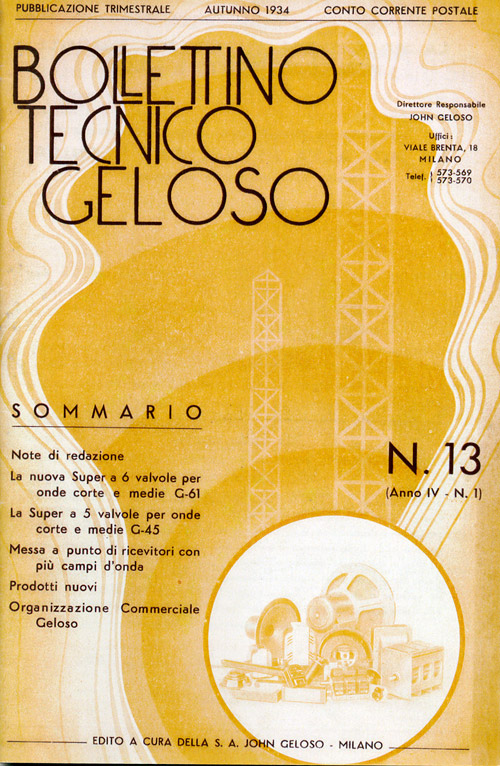 PUBBLICAZIONE TRIMESTRALE AUTUNNO 1934 CONTO CORRENTE POSTALE
BOLLETTINO
TECNICO
GELOSO
Direttore Responsabile
JOHN GELOSO
Uffici:
VIALE BRENTA, 18
MILANO
Telef. 573-569
573-570
SOMMARIO
Note di redazione
La nuova Super a 6 valvole per
onde corte e medie G-61
La Super a 5 valvole per onde
corte e medie G-45
Messa a punto di ricevitori con
più campi d'onda
Prodotti nuovi
Organizzazione Commerciale
Geloso
N. 13
(Anno IV - N. 1)
EDITO A CURA DELLA S. A. JOHN GELOSO - MILANO